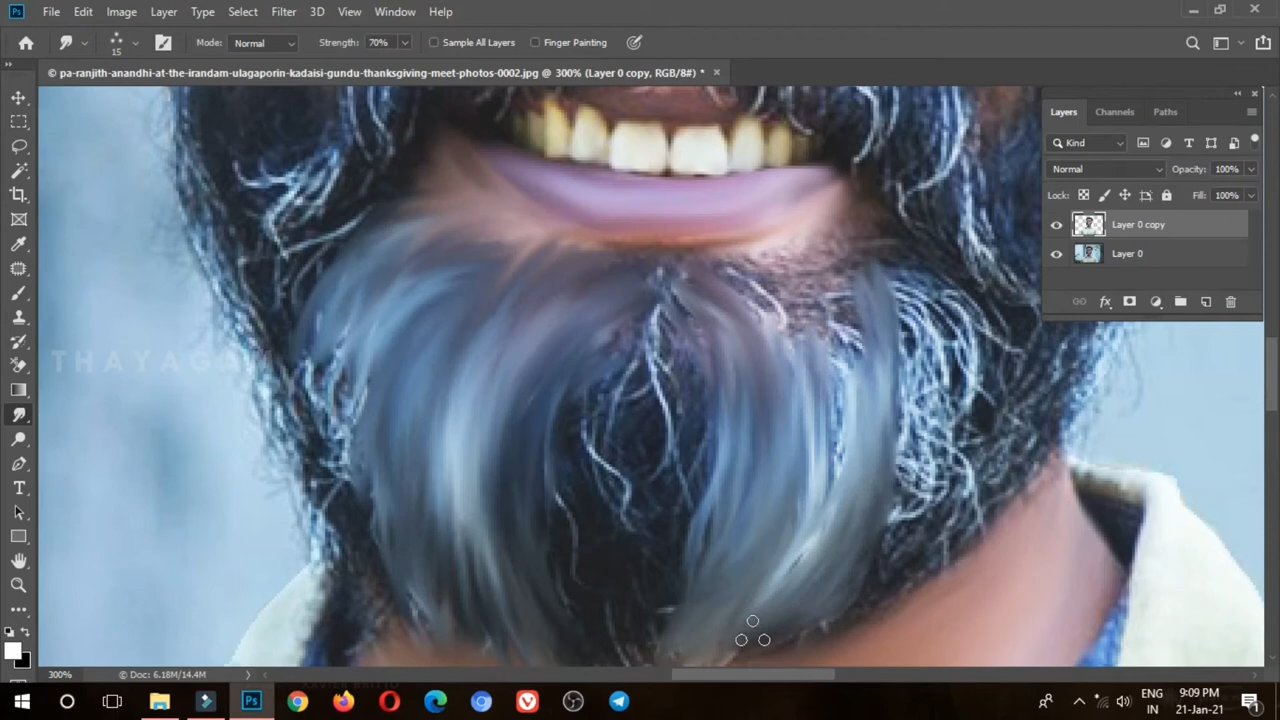 File Edit Image Layer Type Select Filter 3D View Window Help
15 Mode: Normal Strength: 70% Sample All Layers Finger Painting
© pa-ranjith-anandhi-at-the-irandam-ulagaporin-kadaisi-gundu-thanksgiving-meet-photos-0002.jpg @ 300% (Layer 0 copy, RGB/8#) *
Layers Channels Paths
Kind
Normal Opacity: 100%
Lock: Fill: 100%
Layer 0 copy
Layer 0
300% © Doc: 6.18M/14.4M
ENG 9:09 PM
IN 21-Jan-21